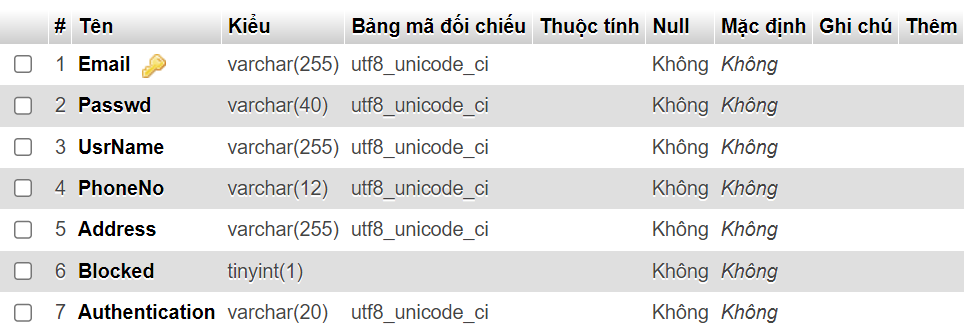 # Tên Kiểu Bảng mã đối chiếu Thuộc tính Null Mặc định Ghi chú Thêm
1 Email varchar(255) utf8_unicode_ci Không Không
2 Passwd varchar(40) utf8_unicode_ci Không Không
3 UsrName varchar(255) utf8_unicode_ci Không Không
4 PhoneNo varchar(12) utf8_unicode_ci Không Không
5 Address varchar(255) utf8_unicode_ci Không Không
6 Blocked tinyint(1) Không Không
7 Authentication varchar(20) utf8_unicode_ci Không Không